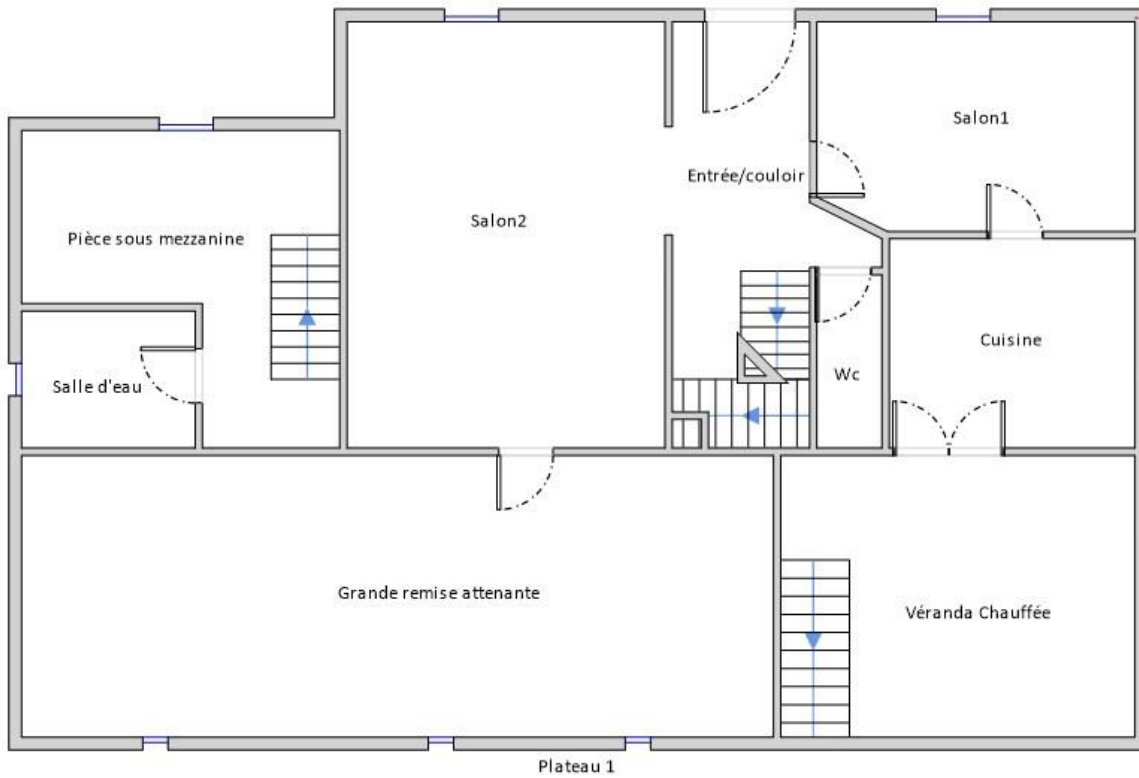 Salon1
Entrée/couloir
Salon2
Pièce sous mezzanine
Cuisine
Wc
Salle d'eau
Grande remise attenante
Véranda Chauffée
Plateau 1